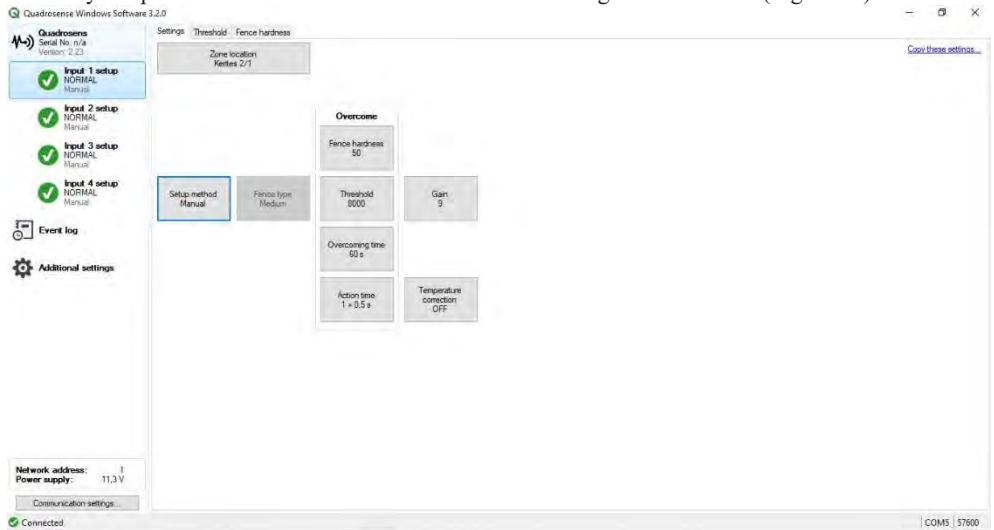 Quadrosense Windows Software 3.2.0
Quadrosens
Serial No: n/a
Version: 2.23
Input 1 setup
NORMAL
Manual
Input 2 setup
NORMAL
Manual
Input 3 setup
NORMAL
Manual
Input 4 setup
NORMAL
Manual
Event log
Additional settings
Network address: 1
Power supply: 11,3 V
Communication settings...
Connected
Settings Threshold Fence hardness
Zone location
Kerites 2/1
Copy these settings...
Overcome
Fence hardness
50
Setup method
Manual
Fence type
Medium
Threshold
8000
Gain
9
Overcoming time
60 s
Action time
1 × 0,5 s
Temperature
correction
OFF
COM5 57600